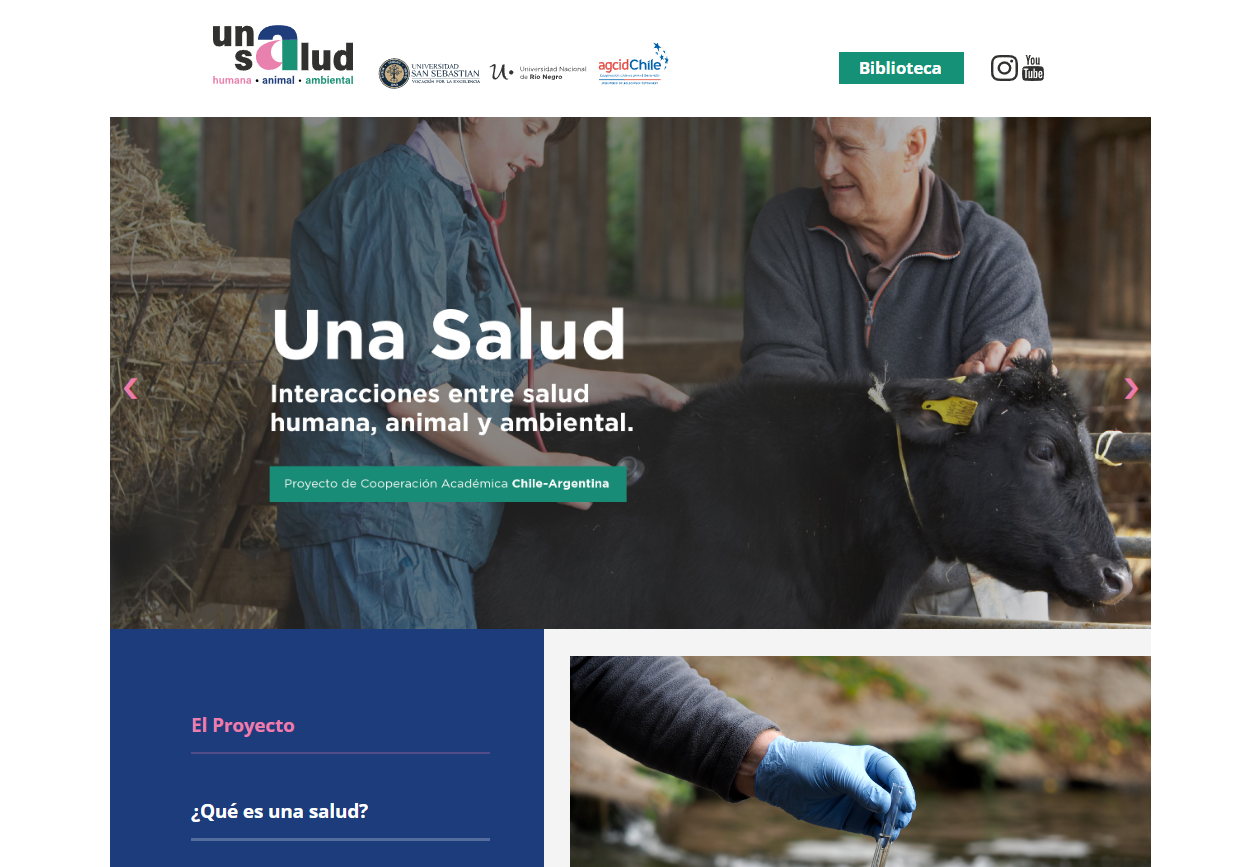 una
salud
humana • animal • ambiental
UNIVERSIDAD
SAN SEBASTIAN
VOCACIÓN POR LA EXCELENCIA
Universidad Nacional
de Río Negro
agcidChile
Biblioteca
You
Tube
Una Salud
Interacciones entre salud
humana, animal y ambiental.
Proyecto de Cooperación Académica Chile-Argentina
El Proyecto
¿Qué es una salud?